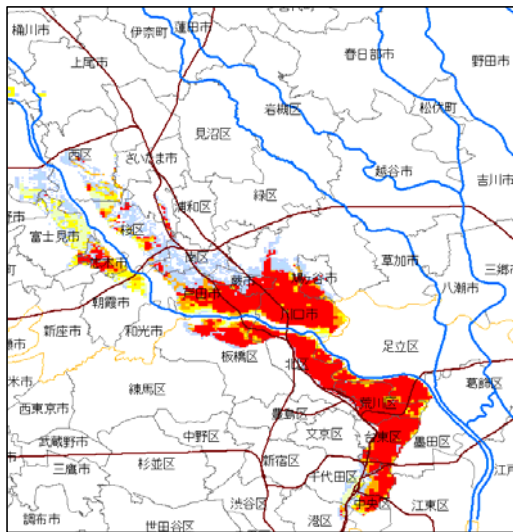 桶川市
伊奈町
蓮田市
春日部市
野田市
上尾市
岩槻区
松伏町
見沼区
西区
さいたま市
越谷市
吉川市
緑区
浦和区
桜区
富士見市
南区
草加市
三郷市
志木市
蕨市
鳩ヶ谷市
八潮市
朝霞市
戸田市
川口市
新座市
和光市
足立区
板橋区
北区
葛飾区
練馬区
西東京市
豊島区
荒川区
文京区
台東区
墨田区
武蔵野市
中野区
三鷹市
杉並区
新宿区
千代田区
渋谷区
中央区
江東区
調布市
世田谷区
港区